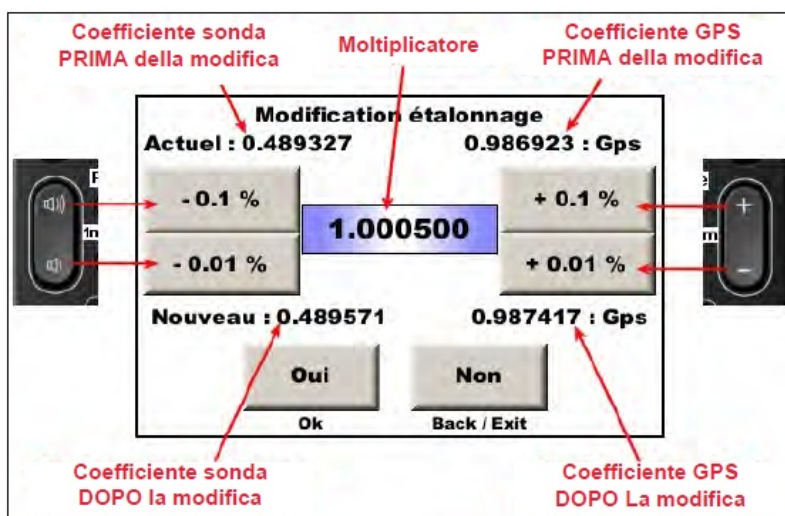 Coefficiente sonda
PRIMA della modifica
Moltiplicatore
Coefficiente GPS
PRIMA della modifica
Modification étalonnage
Actuel : 0.489327
0.986923 : Gps
- 0.1 %
+ 0.1 %
1.000500
- 0.01 %
+ 0.01 %
Nouveau : 0.489571
0.987417 : Gps
Oui
Non
Ok
Back / Exit
Coefficiente sonda
DOPO la modifica
Coefficiente GPS
DOPO La modifica